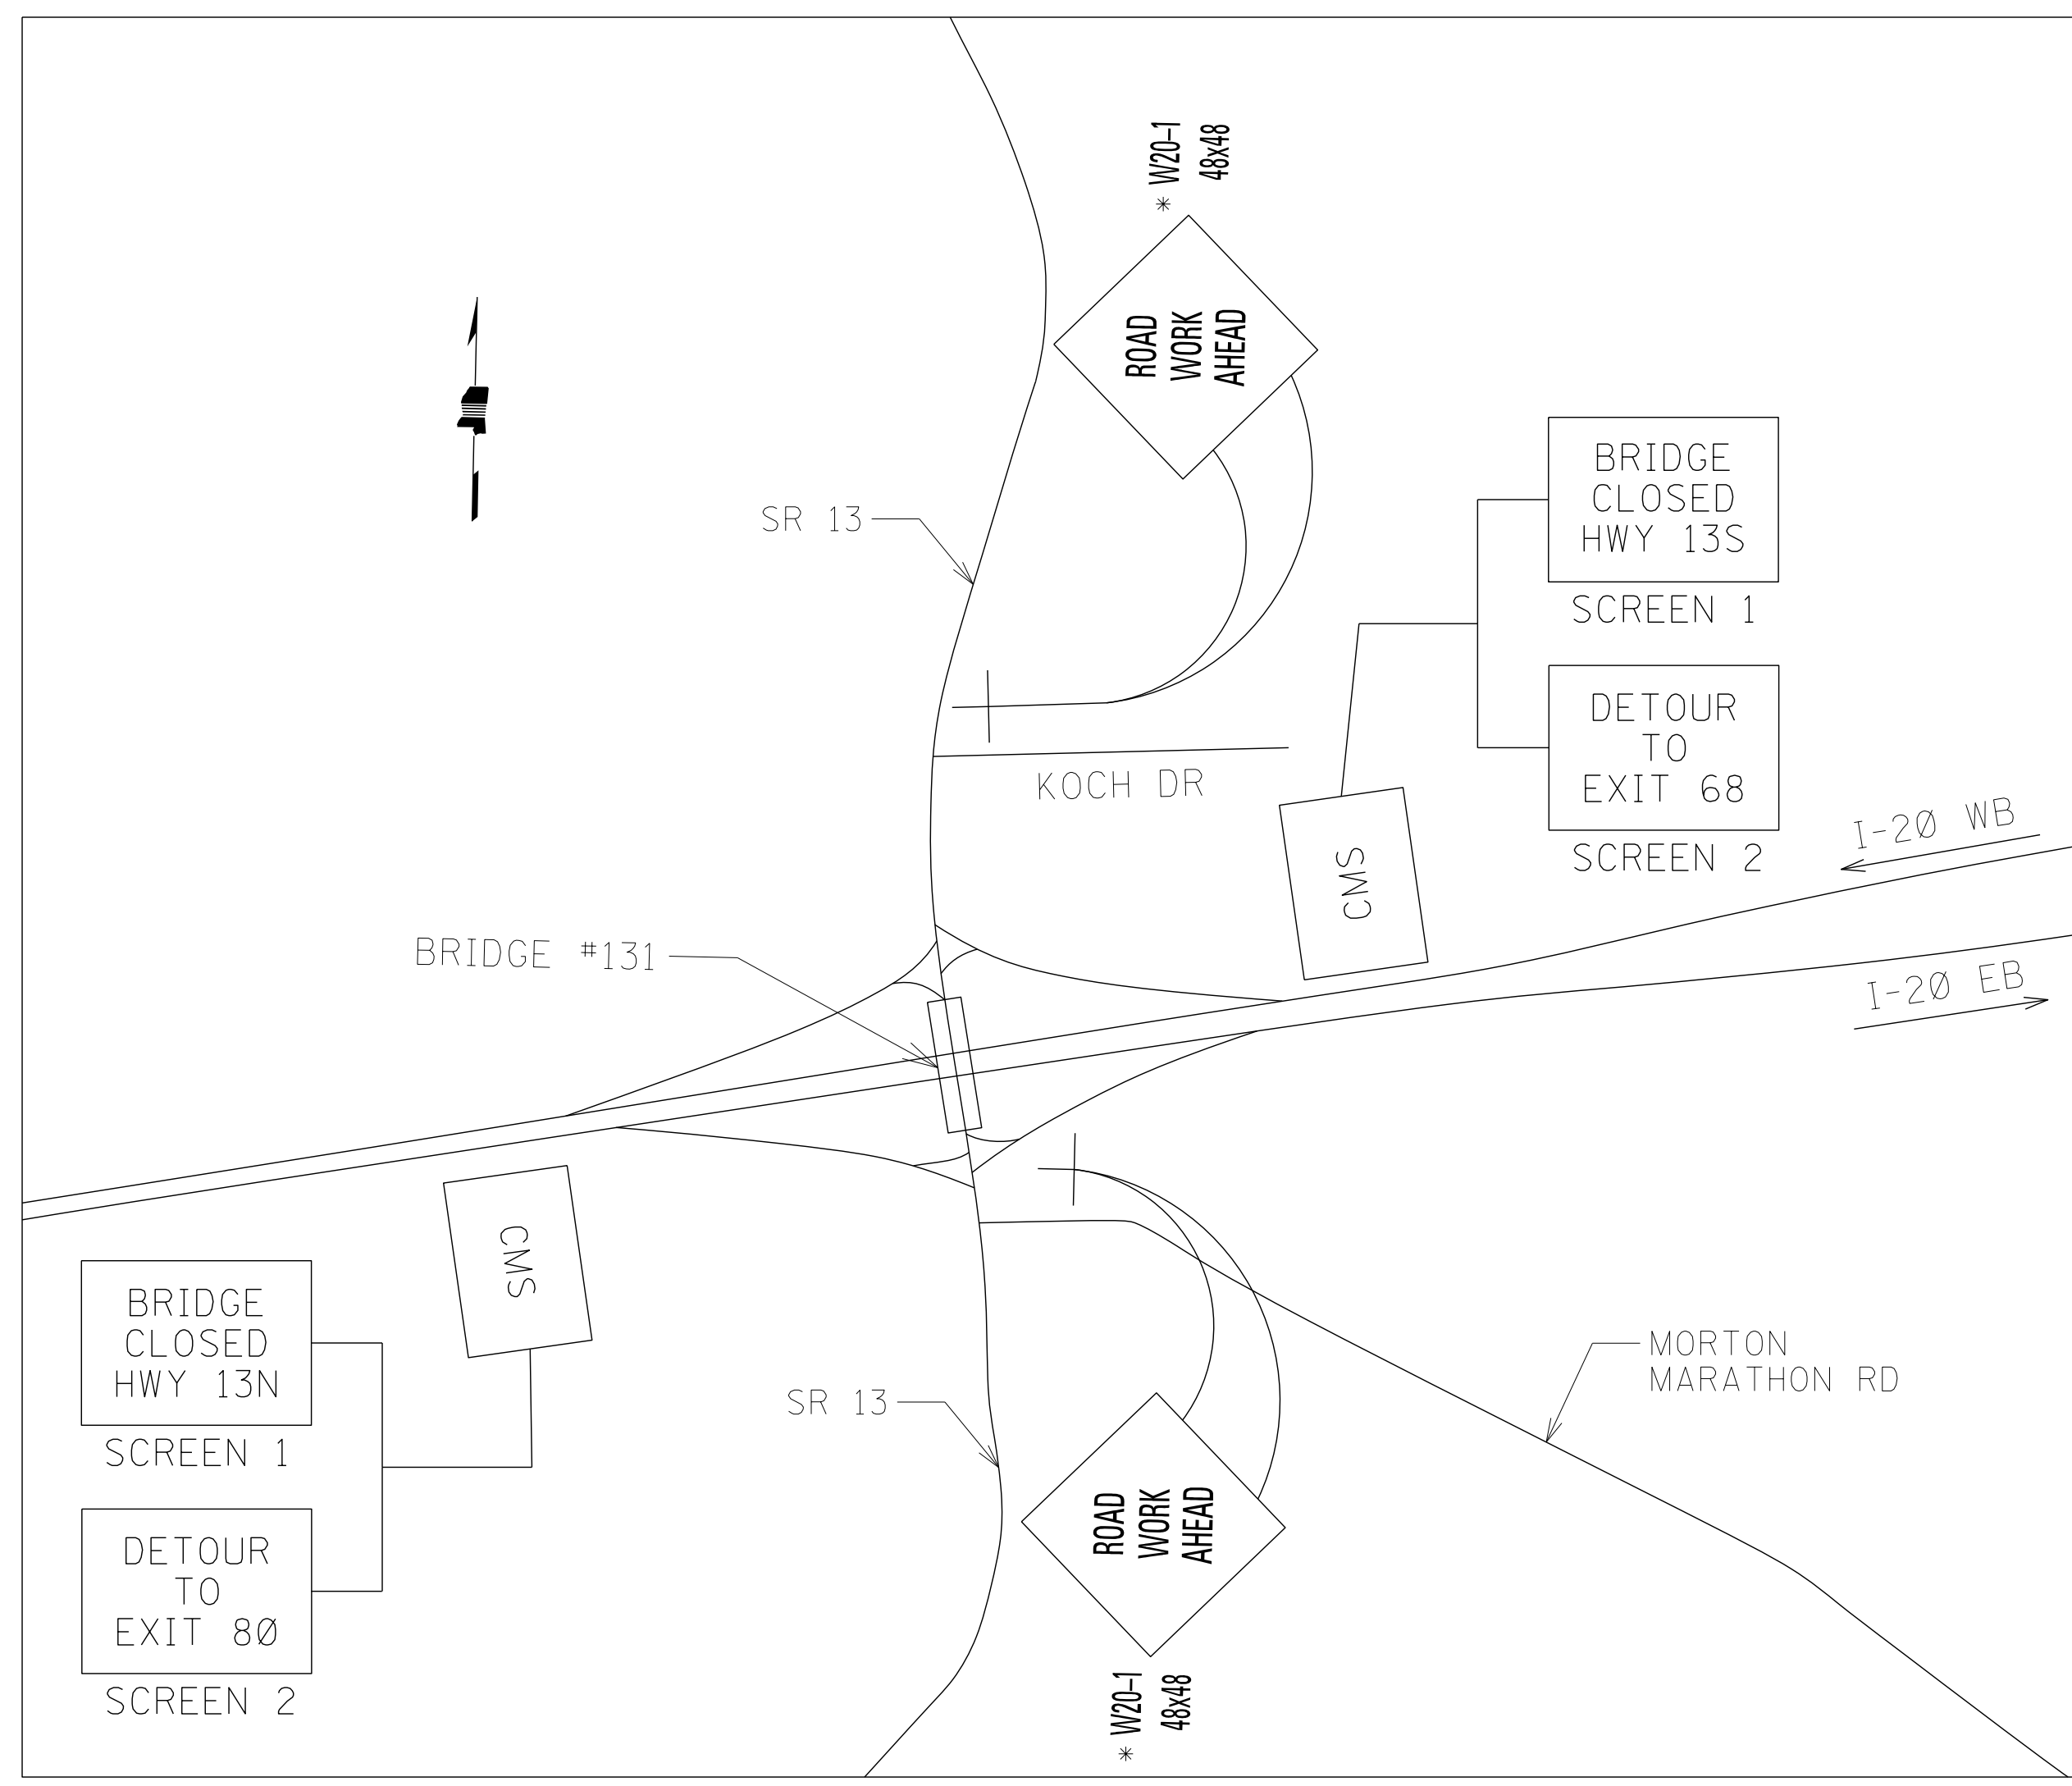 * W20-1
48x48
ROAD
WORK
AHEAD
SR 13
BRIDGE
CLOSED
HWY 13S
SCREEN 1
DETOUR
TO
EXIT 68
SCREEN 2
KOCH DR
CMS
I-20 WB
BRIDGE #131
I-20 EB
CMS
BRIDGE
CLOSED
HWY 13N
SCREEN 1
DETOUR
TO
EXIT 80
SCREEN 2
SR 13
MORTON
MARATHON RD
ROAD
WORK
AHEAD
* W20-1
48x48